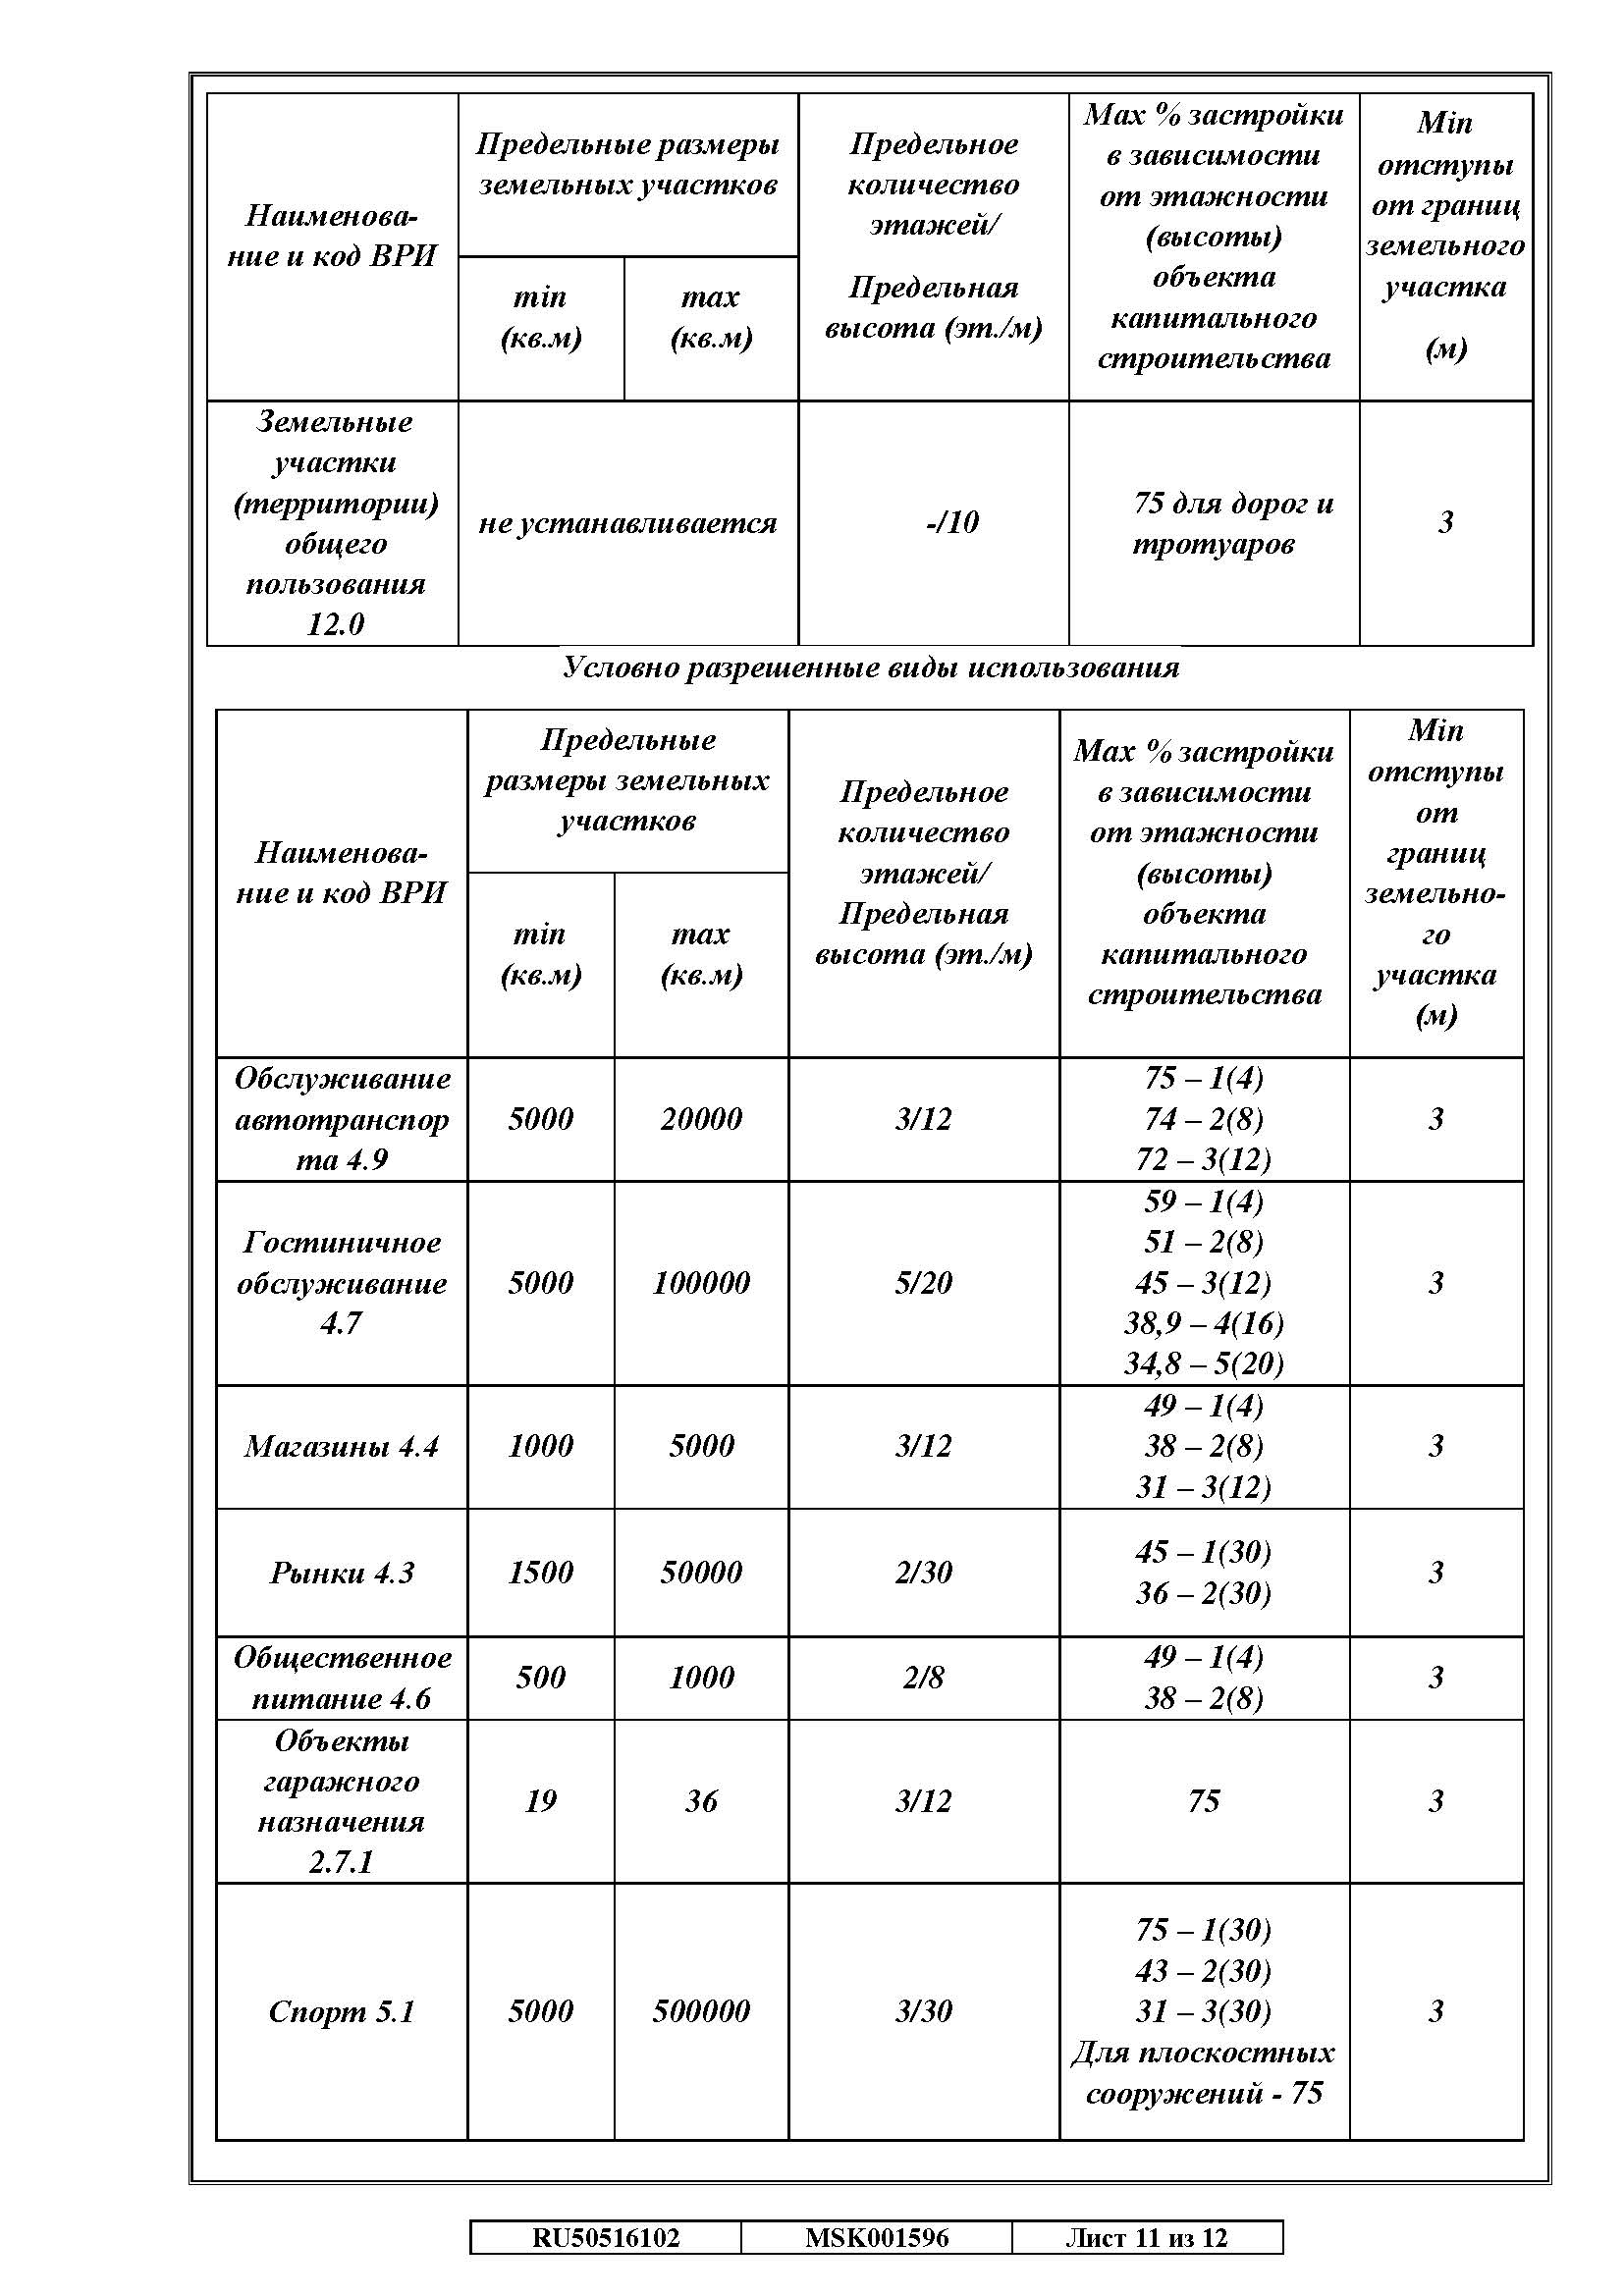 Наименова-
ние и код ВРИ
Предельные размеры
земельных участков
min
(кв.м)
max
(кв.м)
Предельное
количество
этажей/
Предельная
высота (эт./м)
Max % застройки
в зависимости
от этажности
(высоты)
объекта
капитального
строительства
Min
отступы
от границ
земельного
участка
(м)
Земельные
участки
(территории)
общего
пользования
12.0
не устанавливается
-/10
75 для дорог и
тротуаров
3
Условно разрешенные виды использования
Наименова-
ние и код ВРИ
Предельные
размеры земельных
участков
min
(кв.м)
max
(кв.м)
Предельное
количество
этажей/
Предельная
высота (эт./м)
Max % застройки
в зависимости
от этажности
(высоты)
объекта
капитального
строительства
Min
отступы
от
границ
земельно-
го
участка
(м)
Обслуживание
автотранспор
та 4.9
5000
20000
3/12
75 – 1(4)
74 – 2(8)
72 – 3(12)
3
Гостиничное
обслуживание
4.7
5000
100000
5/20
59 – 1(4)
51 – 2(8)
45 – 3(12)
38,9 – 4(16)
34,8 – 5(20)
3
Магазины 4.4
1000
5000
3/12
49 – 1(4)
38 – 2(8)
31 – 3(12)
3
Рынки 4.3
1500
50000
2/30
45 – 1(30)
36 – 2(30)
3
Общественное
питание 4.6
500
1000
2/8
49 – 1(4)
38 – 2(8)
3
Объекты
гаражного
назначения
2.7.1
19
36
3/12
75
3
Спорт 5.1
5000
500000
3/30
75 – 1(30)
43 – 2(30)
31 – 3(30)
Для плоскостных
сооружений - 75
3
RU50516102
MSK001596
Лист 11 из 12